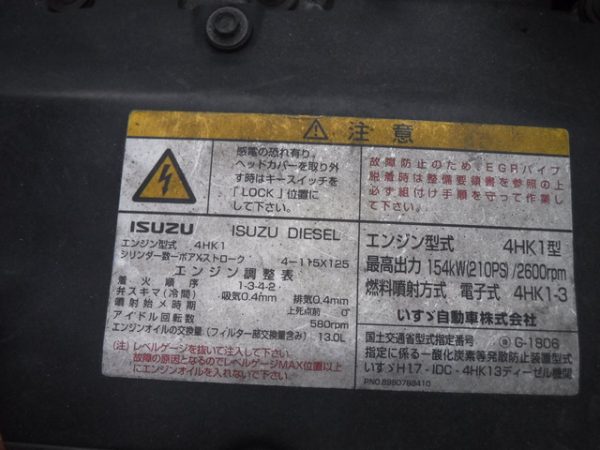 注意
感電の恐れ有り。
ヘッドカバーを取り外
す時はキースイッチを
「LOCK」位置に
して下さい。
故障防止のため、EGRパイプ
脱着時は整備要領書を参照の上
必ず組付け手順を守って作業し
て下さい。
ISUZU ISUZU DIESEL
エンジン型式 4HK1
シリンダ数-ボア×ストローク 4-115×125
エンジン調整表
着火順序 1-3-4-2
弁スキマ(冷間) 吸気0.4mm 排気0.4mm
噴射始メ時期 上死点前 0°
アイドル回転数 580rpm
エンジンオイルの交換量(フィルター間交換量含み) 13.0L
(注)レベルゲージを抜いて注入して下さい。
故障の原因となるのでレベルゲージMAX位置以上
にエンジンオイルを入れないで下さい。
エンジン型式 4HK1型
最高出力 154kW(210PS)/2600rpm
燃料噴射方式 電子式 4HK1-3
いすゞ自動車株式会社
国土交通省型式指定番号 ⓐG-1806
指定に係る一酸化炭素等発散防止装置型式
いすゞH17-IDC-4HK13ディーゼル機関
PNO.8980793410